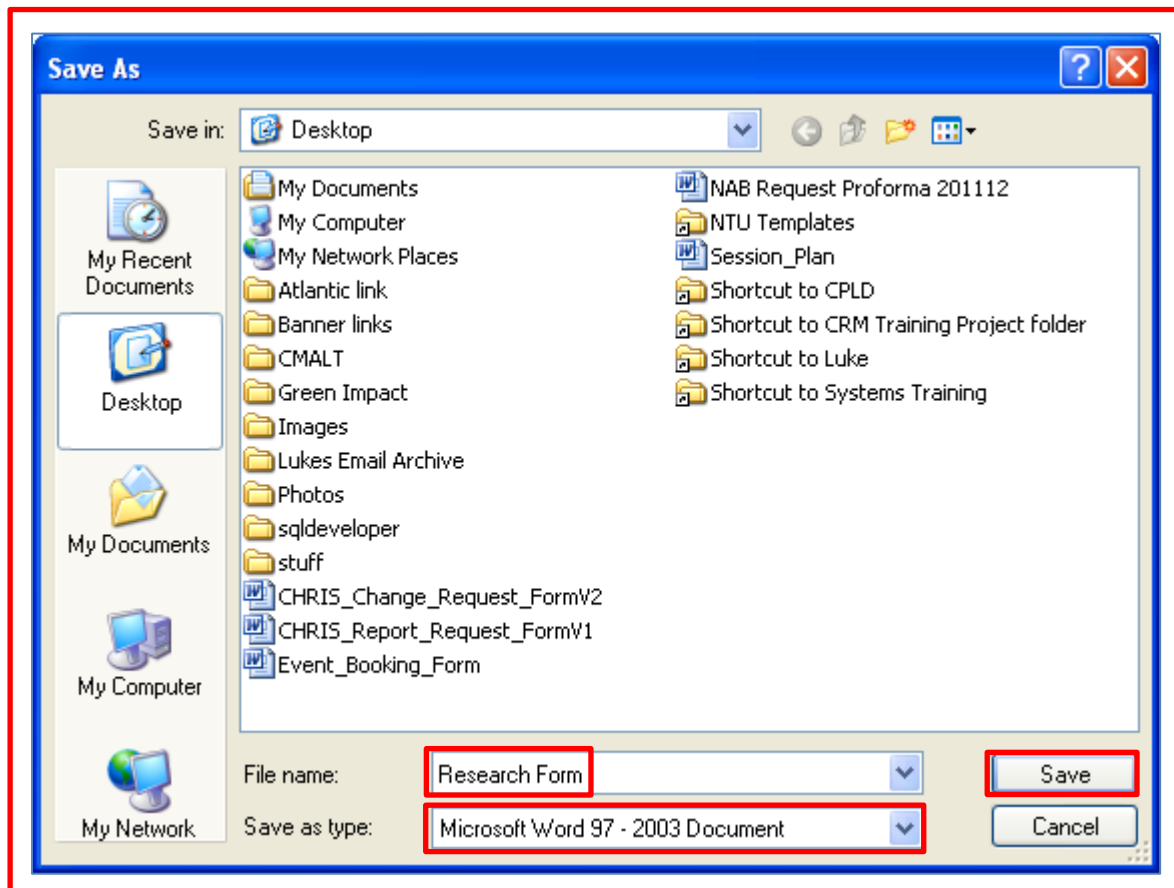 Save As
Save in:
Desktop
My Recent
Documents
Desktop
My Documents
My Computer
My Network
My Documents
My Computer
My Network Places
Atlantic link
Banner links
CMALT
Green Impact
Images
Lukes Email Archive
Photos
sqldeveloper
stuff
CHRIS_Change_Request_FormV2
CHRIS_Report_Request_FormV1
Event_Booking_Form
NAB Request Proforma 201112
NTU Templates
Session_Plan
Shortcut to CPLD
Shortcut to CRM Training Project folder
Shortcut to Luke
Shortcut to Systems Training
File name:
Research Form
Save
Save as type:
Microsoft Word 97 - 2003 Document
Cancel